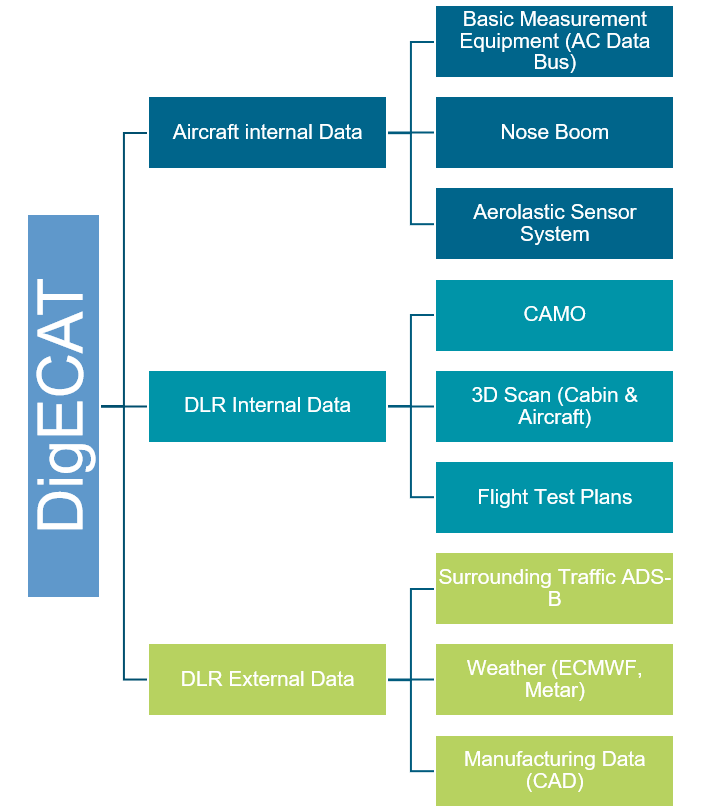 DigECAT
Aircraft internal Data
Basic Measurement
Equipment (AC Data
Bus)
Nose Boom
Aerolastic Sensor
System
DLR Internal Data
CAMO
3D Scan (Cabin &
Aircraft)
Flight Test Plans
DLR External Data
Surrounding Traffic ADS-
B
Weather (ECMWF,
Metar)
Manufacturing Data
(CAD)